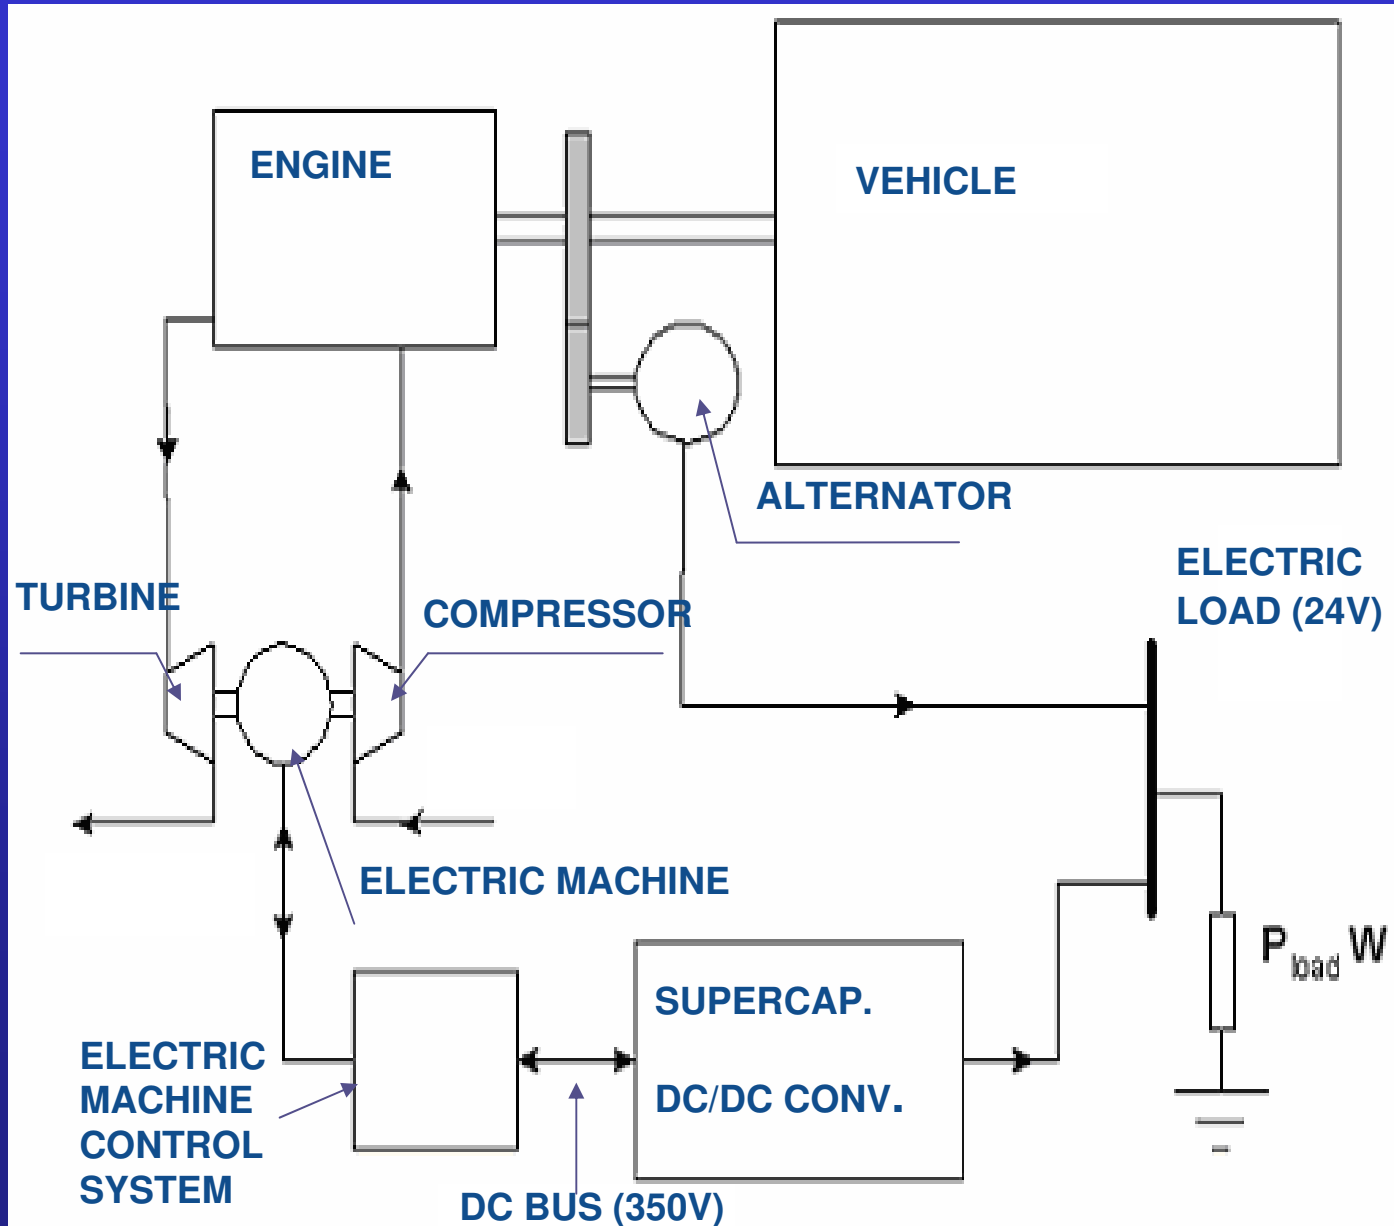 ENGINE
VEHICLE
ALTERNATOR
ELECTRIC
LOAD (24V)
TURBINE
COMPRESSOR
ELECTRIC MACHINE
P load W
SUPERCAP.
DC/DC CONV.
ELECTRIC
MACHINE
CONTROL
SYSTEM
DC BUS (350V)